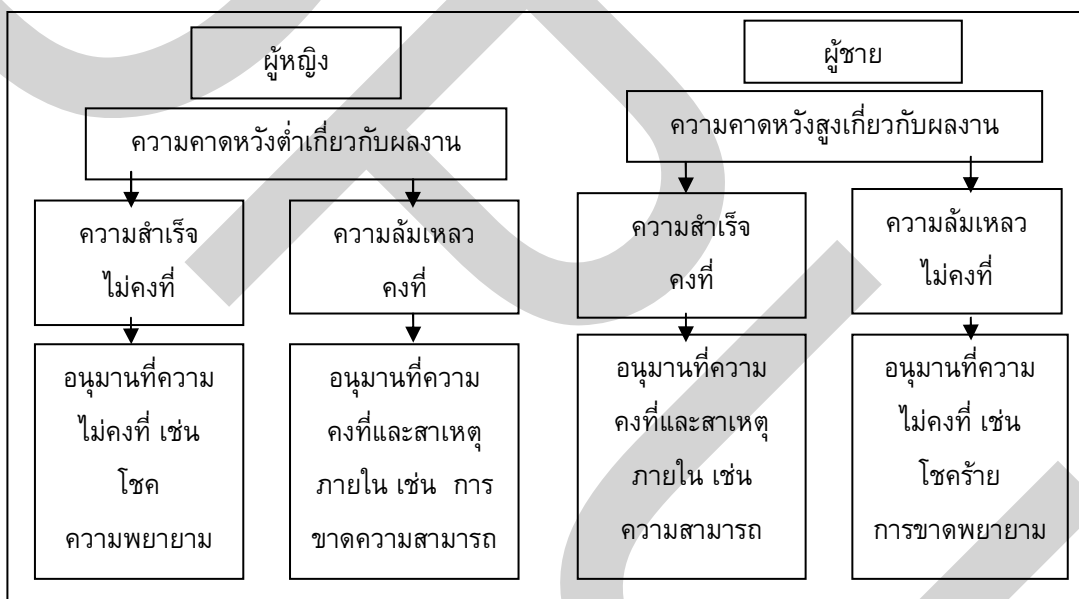 ผู้หญิง
ความคาดหวังต่ำเกี่ยวกับผลงาน
ความสำเร็จ
ไม่คงที่
ความล้มเหลว
คงที่
อนุมานที่ความ
ไม่คงที่ เช่น
โชค
ความพยายาม
อนุมานที่ความ
คงที่และสาเหตุ
ภายใน เช่น การ
ขาดความสามารถ
ผู้ชาย
ความคาดหวังสูงเกี่ยวกับผลงาน
ความสำเร็จ
คงที่
ความล้มเหลว
ไม่คงที่
อนุมานที่ความ
คงที่และสาเหตุ
ภายใน เช่น
ความสามารถ
อนุมานที่ความ
ไม่คงที่ เช่น
โชคร้าย
การขาดพยายาม